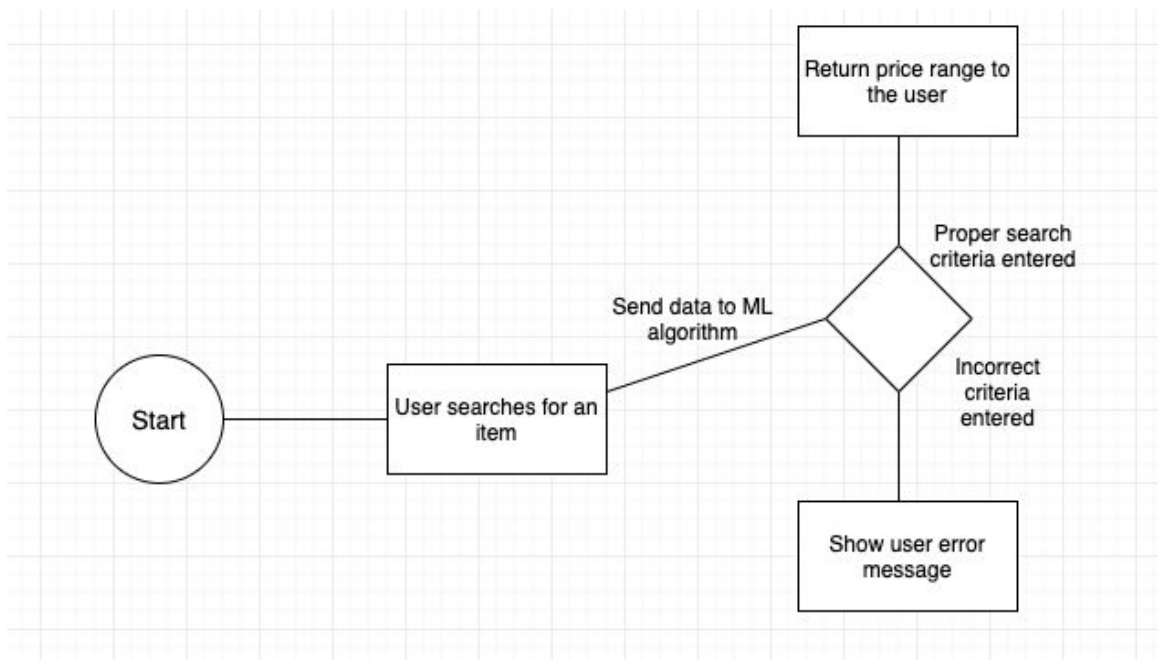 Start
User searches for an
item
Send data to ML
algorithm
Return price range to
the user
Proper search
criteria entered
Incorrect
criteria
entered
Show user error
message